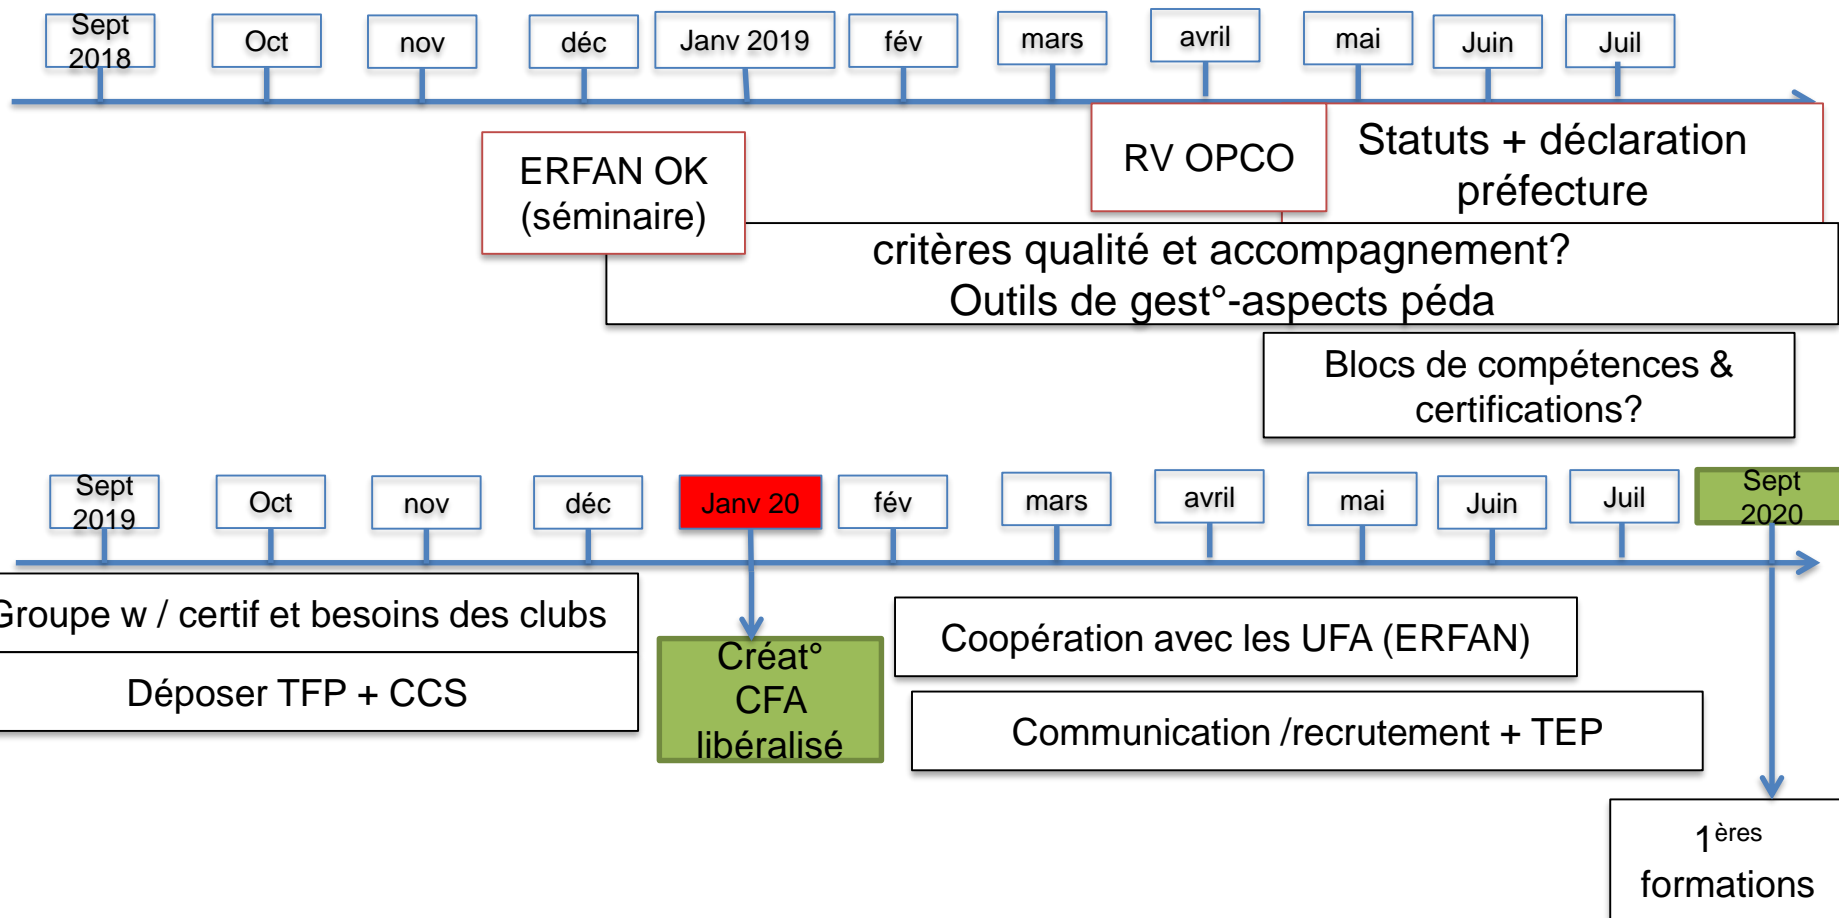 Sept
2018
Oct
nov
déc
Janv 2019
fév
mars
avril
mai
Juin
Juil
ERFAN OK
(séminaire)
RV OPCO
Statuts + déclaration
préfecture
critères qualité et accompagnement?
Outils de gest°-aspects péda
Blocs de compétences &
certifications?
Sept
2019
Oct
nov
déc
Janv 20
fév
mars
avril
mai
Juin
Juil
Sept
2020
Groupe w / certif et besoins des clubs
Déposer TFP + CCS
Créat°
CFA
libéralisé
Coopération avec les UFA (ERFAN)
Communication /recrutement + TEP
1ères
formations